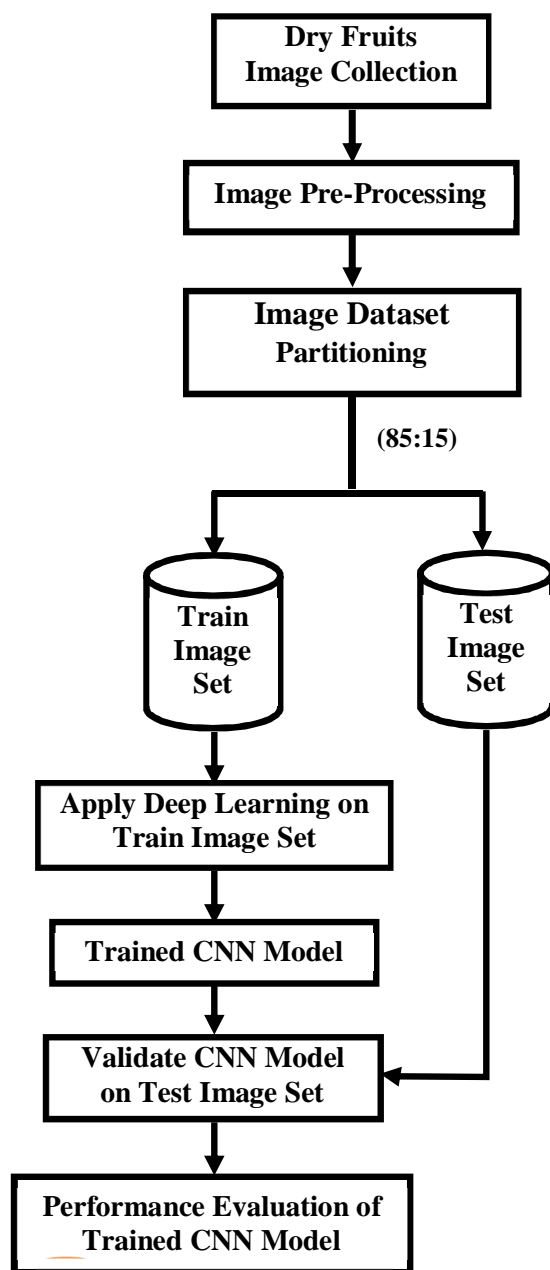 Dry Fruits
Image Collection
Image Pre-Processing
Image Dataset
Partitioning
(85:15)
Train
Image
Set
Test
Image
Set
Apply Deep Learning on
Train Image Set
Trained CNN Model
Validate CNN Model
on Test Image Set
Performance Evaluation of
Trained CNN Model